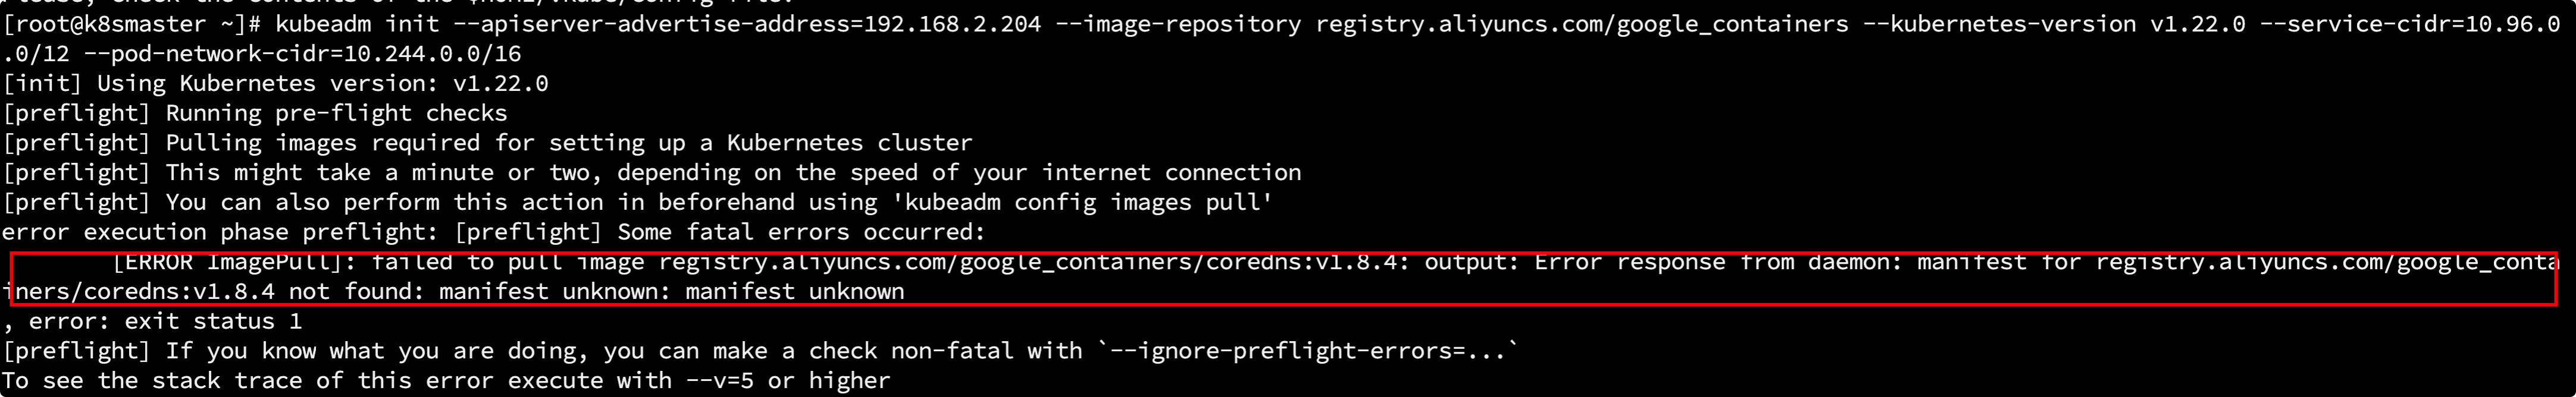 [root@k8smaster ~]# kubeadm init --apiserver-advertise-address=192.168.2.204 --image-repository registry.aliyuncs.com/google_containers --kubernetes-version v1.22.0 --service-cidr=10.96.0
.0/12 --pod-network-cidr=10.244.0.0/16
[init] Using Kubernetes version: v1.22.0
[preflight] Running pre-flight checks
[preflight] Pulling images required for setting up a Kubernetes cluster
[preflight] This might take a minute or two, depending on the speed of your internet connection
[preflight] You can also perform this action in beforehand using 'kubeadm config images pull'
error execution phase preflight: [preflight] Some fatal errors occurred:
[ERROR ImagePull]: failed to pull image registry.aliyuncs.com/google_containers/coredns:v1.8.4: output: Error response from daemon: manifest for registry.aliyuncs.com/google_conta
iners/coredns:v1.8.4 not found: manifest unknown: manifest unknown
, error: exit status 1
[preflight] If you know what you are doing, you can make a check non-fatal with `--ignore-preflight-errors=...`
To see the stack trace of this error execute with --v=5 or higher